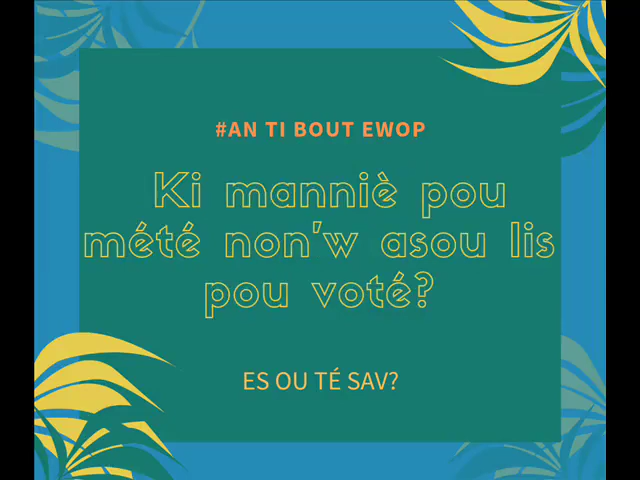 #AN TI BOUT EWOP
Ki manniè pou
mété non'w asou lis
pou voté?
ES OU TÉ SAV?